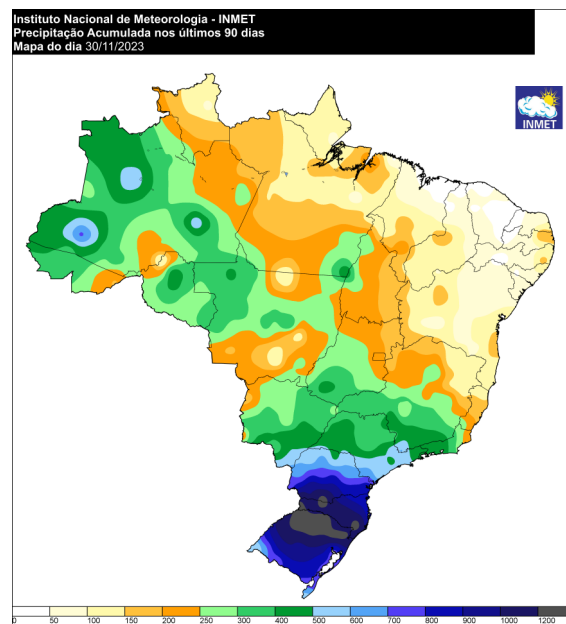 Instituto Nacional de Meteorologia - INMET
Precipitação Acumulada nos últimos 90 dias
Mapa do dia 30/11/2023
INMET
0 50 100 150 200 250 300 400 500 600 700 800 900 1000 1200